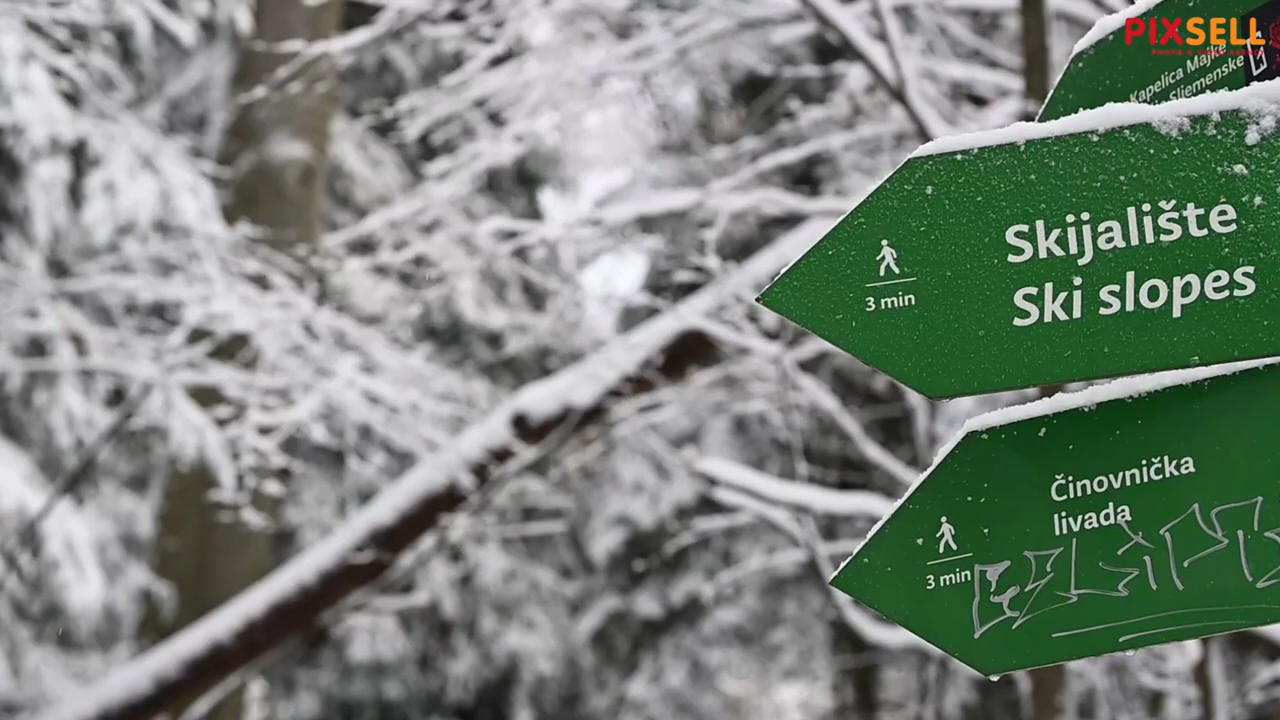 PIXSELL
Kapelica Majke
Sljemenske
Skijalište
Ski slopes
3 min
Činovnička
livada
3 min